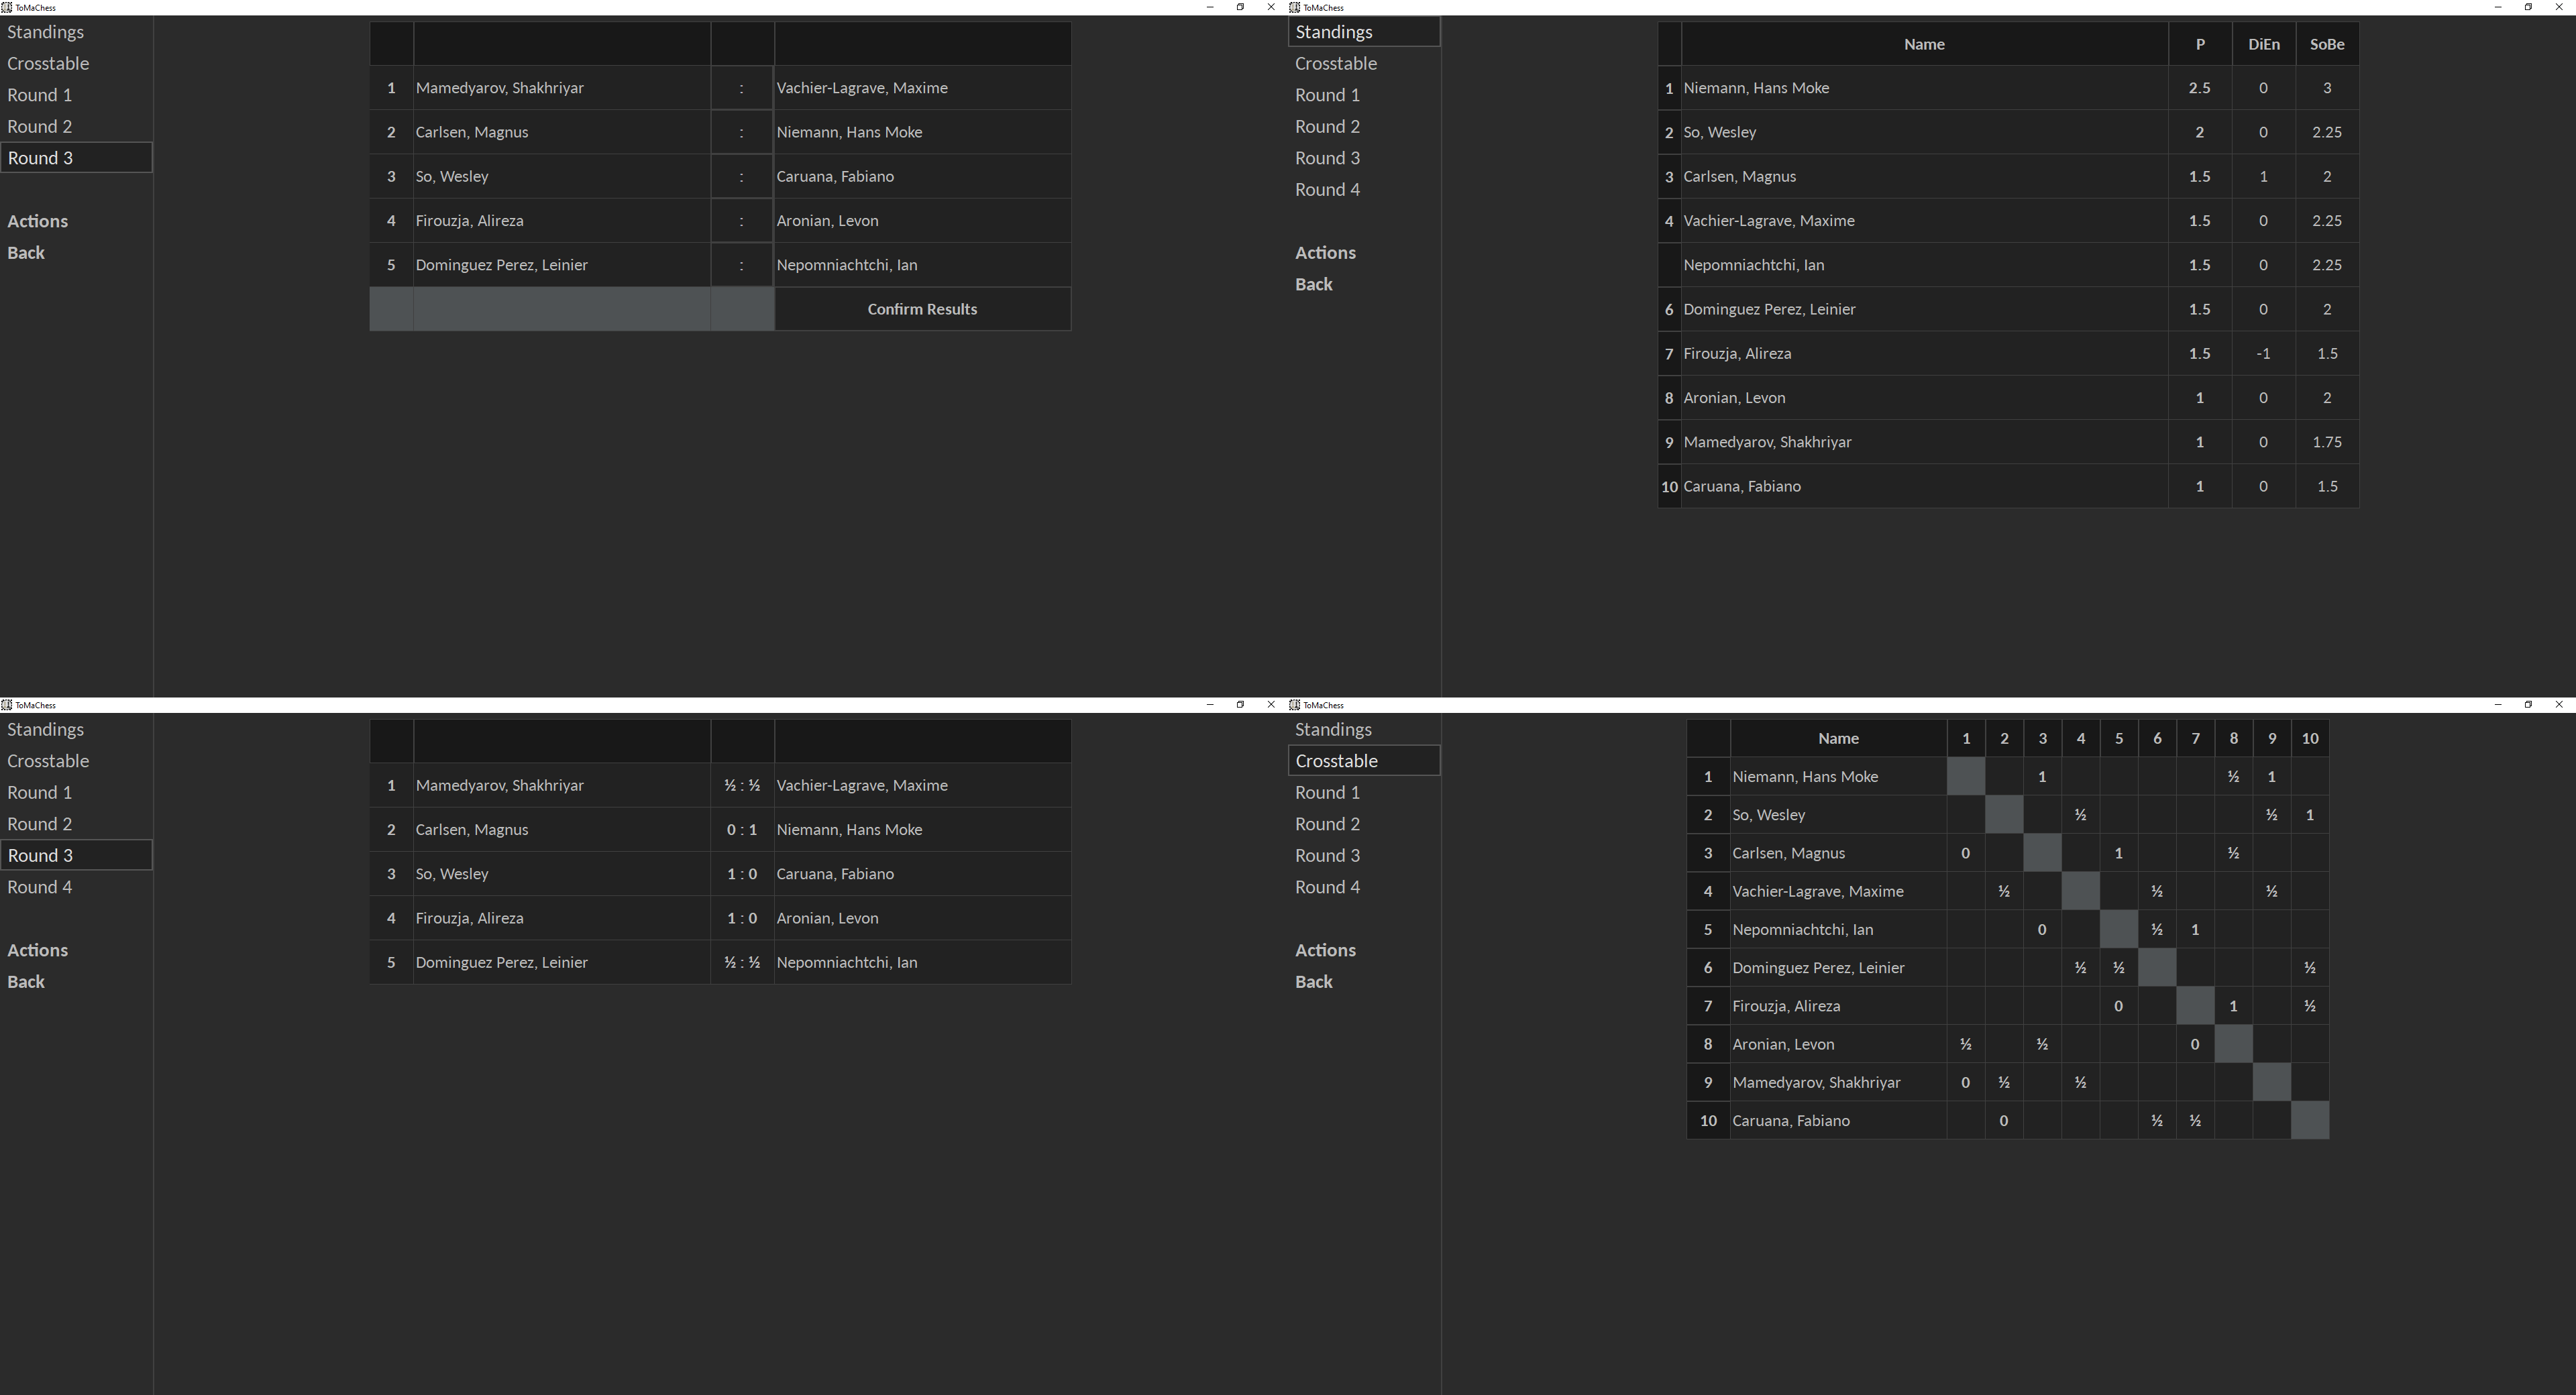 ToMaChess
Standings
Crosstable
Round 1
Round 2
Round 3
Actions
Back
1 Mamedyarov, Shakhriyar : Vachier-Lagrave, Maxime
2 Carlsen, Magnus : Niemann, Hans Moke
3 So, Wesley : Caruana, Fabiano
4 Firouzja, Alireza : Aronian, Levon
5 Dominguez Perez, Leinier : Nepomniachtchi, Ian
Confirm Results
ToMaChess
Standings
Crosstable
Round 1
Round 2
Round 3
Round 4
Actions
Back
Name P DiEn SoBe
1 Niemann, Hans Moke 2.5 0 3
2 So, Wesley 2 0 2.25
3 Carlsen, Magnus 1.5 1 2
4 Vachier-Lagrave, Maxime 1.5 0 2.25
Nepomniachtchi, Ian 1.5 0 2.25
6 Dominguez Perez, Leinier 1.5 0 2
7 Firouzja, Alireza 1.5 -1 1.5
8 Aronian, Levon 1 0 2
9 Mamedyarov, Shakhriyar 1 0 1.75
10 Caruana, Fabiano 1 0 1.5
ToMaChess
Standings
Crosstable
Round 1
Round 2
Round 3
Round 4
Actions
Back
1 Mamedyarov, Shakhriyar ½ : ½ Vachier-Lagrave, Maxime
2 Carlsen, Magnus 0 : 1 Niemann, Hans Moke
3 So, Wesley 1 : 0 Caruana, Fabiano
4 Firouzja, Alireza 1 : 0 Aronian, Levon
5 Dominguez Perez, Leinier ½ : ½ Nepomniachtchi, Ian
ToMaChess
Standings
Crosstable
Round 1
Round 2
Round 3
Round 4
Actions
Back
Name 1 2 3 4 5 6 7 8 9 10
1 Niemann, Hans Moke 1 ½ 1
2 So, Wesley ½ ½ 1
3 Carlsen, Magnus 0 1 ½
4 Vachier-Lagrave, Maxime ½ ½ ½
5 Nepomniachtchi, Ian 0 ½ 1
6 Dominguez Perez, Leinier ½ ½ ½
7 Firouzja, Alireza 0 1 ½
8 Aronian, Levon ½ ½ 0
9 Mamedyarov, Shakhriyar 0 ½ ½
10 Caruana, Fabiano 0 ½ ½